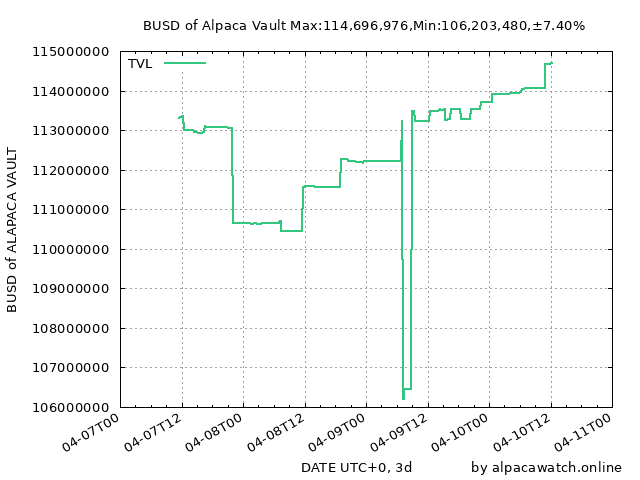 BUSD of Alpaca Vault Max:114,696,976,Min:106,203,480,±7.40%
115000000
TVL
114000000
113000000
112000000
111000000
110000000
109000000
108000000
107000000
106000000
BUSD of ALAPACA VAULT
04-07T00
04-07T12
04-08T00
04-08T12
04-09T00
04-09T12
04-10T00
04-10T12
04-11T00
DATE UTC+0, 3d
by alpacawatch.online